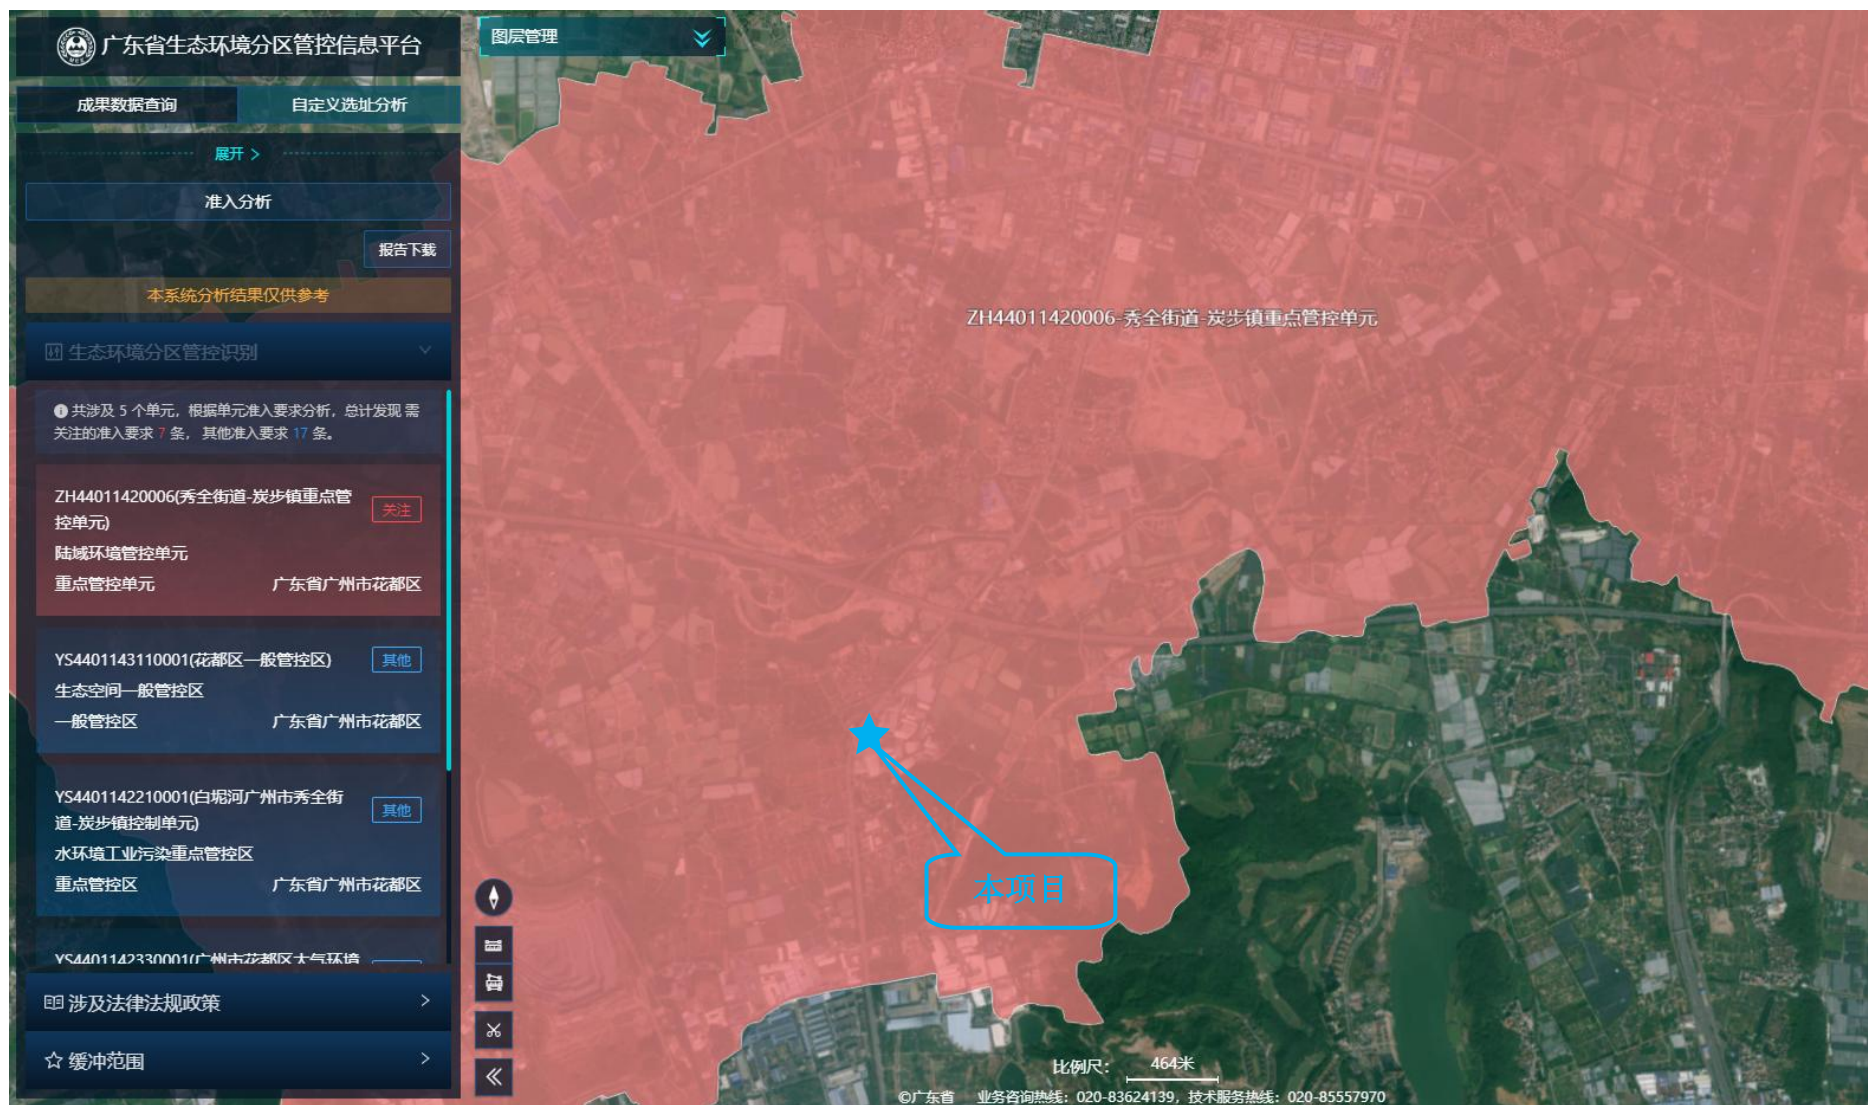 广东省生态环境分区管控信息平台
图层管理
成果数据查询
自定义选址分析
展开 >
准入分析
报告下载
本系统分析结果仅供参考
生态环境分区管控识别
共涉及 5 个单元，根据单元准入要求分析，总计发现 需
关注的准入要求 7 条， 其他准入要求 17 条。
ZH44011420006(秀全街道-炭步镇重点管
控单元)
关注
陆域环境管控单元
重点管控单元 广东省广州市花都区
YS4401143110001(花都区一般管控区)
其他
生态空间一般管控区
一般管控区 广东省广州市花都区
YS4401142210001(白坭河广州市秀全街
道-炭步镇控制单元)
其他
水环境工业污染重点管控区
重点管控区 广东省广州市花都区
YS4401142330001(广州市花都区大气环境
涉及法律法规政策 >
缓冲范围 >
ZH44011420006-秀全街道-炭步镇重点管控单元
本项目
比例尺： 464米
©广东省 业务咨询热线：020-83624139，技术服务热线：020-85557970